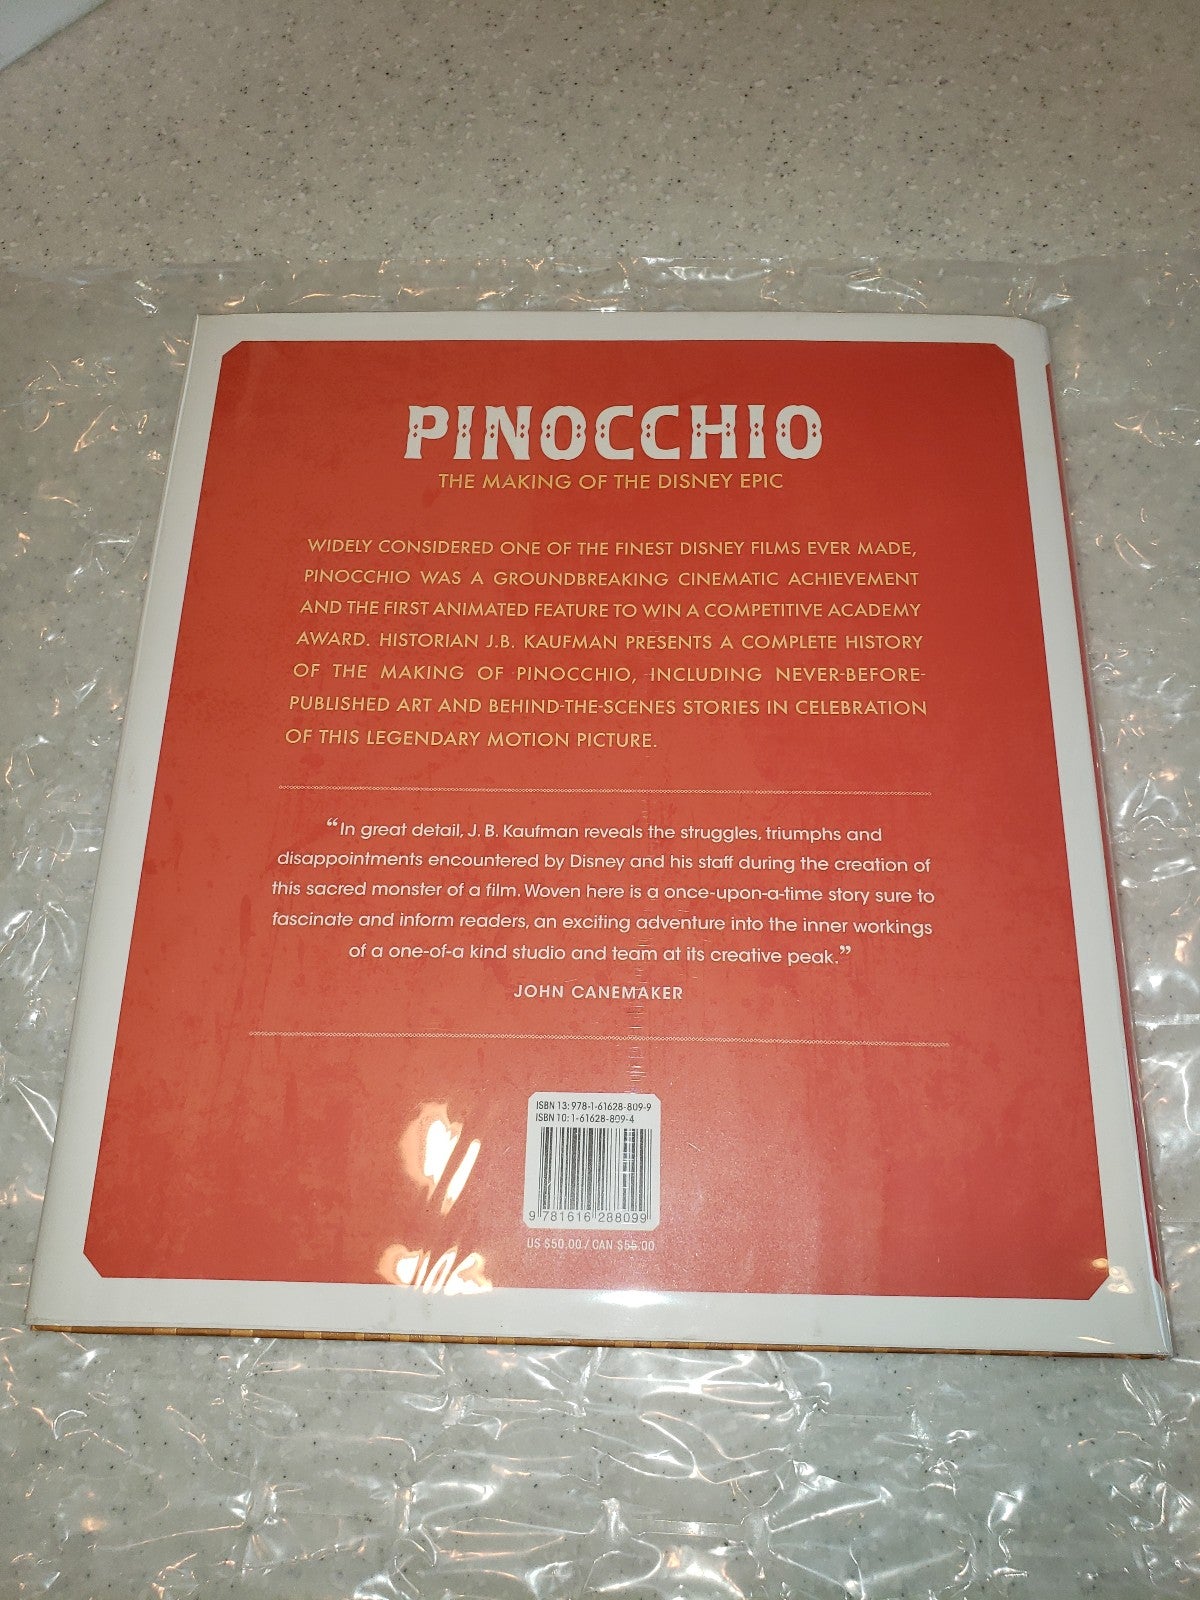 PINOCCHIO
THE MAKING OF THE DISNEY EPIC
WIDELY CONSIDERED ONE OF THE FINEST DISNEY FILMS EVER MADE,
PINOCCHIO WAS A GROUNDBREAKING CINEMATIC ACHIEVEMENT
AND THE FIRST ANIMATED FEATURE TO WIN A COMPETITIVE ACADEMY
AWARD. HISTORIAN J.B. KAUFMAN PRESENTS A COMPLETE HISTORY
OF THE MAKING OF PINOCCHIO, INCLUDING NEVER-BEFORE-
PUBLISHED ART AND BEHIND-THE-SCENES STORIES IN CELEBRATION
OF THIS LEGENDARY MOTION PICTURE.
“In great detail, J. B. Kaufman reveals the struggles, triumphs and
disappointments encountered by Disney and his staff during the creation of
this sacred monster of a film. Woven here is a once-upon-a-time story sure to
fascinate and inform readers, an exciting adventure into the inner workings
of a one-of-a kind studio and team at its creative peak.”
JOHN CANEMAKER
ISBN 13: 978-1-61628-809-9
ISBN 10: 1-61628-809-4
9 781616 288099
US $50.00 / CAN $55.00